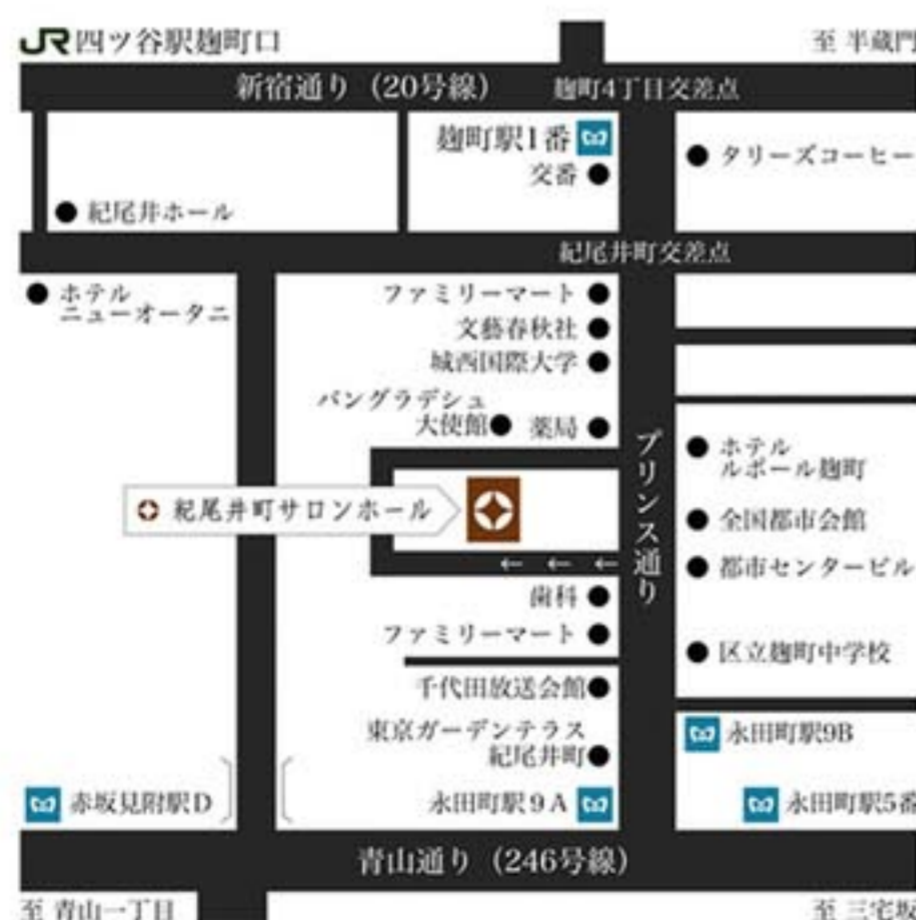 JR 四ツ谷駅麹町口
至 半蔵門
新宿通り（20号線）
麹町4丁目交差点
麹町駅1番
交番
タリーズコーヒー
紀尾井ホール
紀尾井町交差点
ホテル
ニューオータニ
ファミリーマート
文藝春秋社
城西国際大学
バングラデシュ
大使館
薬局
プリンス通り
ホテル
ルポール麹町
紀尾井町サロンホール
全国都市会館
← ← ←
都市センタービル
歯科
ファミリーマート
区立麹町中学校
千代田放送会館
東京ガーデンテラス
紀尾井町
永田町駅9B
赤坂見附駅D
永田町駅9A
永田町駅5番
青山通り（246号線）
至 青山一丁目
至 三宅坂